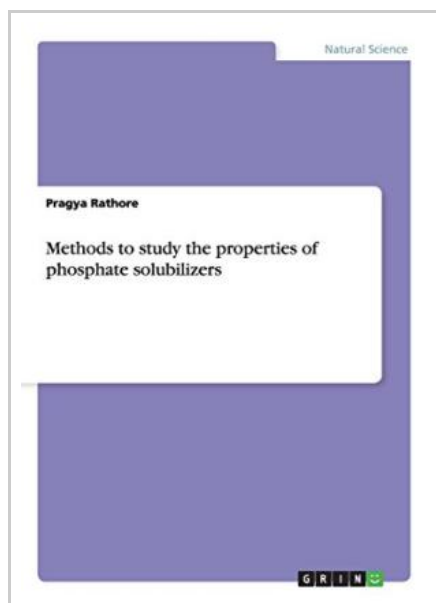 Natural Science
Pragya Rathore
Methods to study the properties of
phosphate solubilizers
GRIN